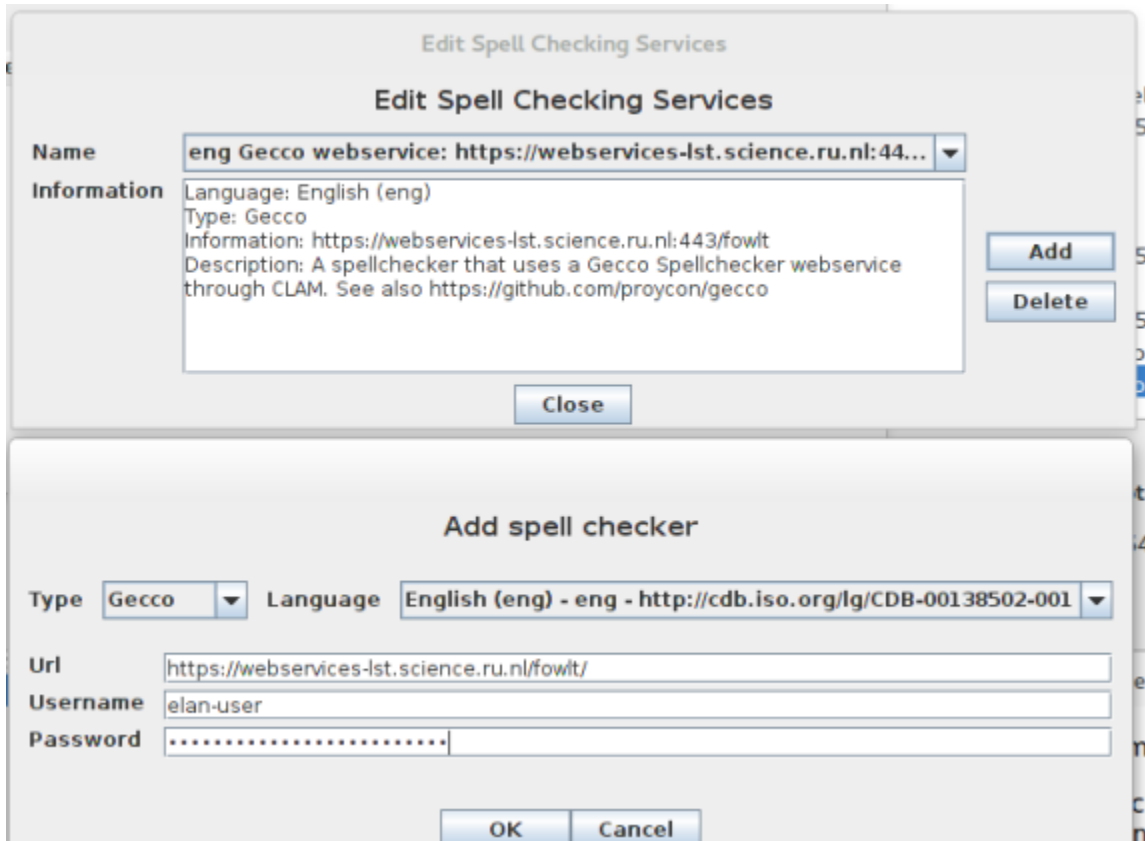 Edit Spell Checking Services
Edit Spell Checking Services
Name eng Gecco webservice: https://webservices-lst.science.ru.nl:44...
Information Language: English (eng)
Type: Gecco
Information: https://webservices-lst.science.ru.nl:443/fowlt
Description: A spellchecker that uses a Gecco Spellchecker webservice
through CLAM. See also https://github.com/proycon/gecco
Add
Delete
Close
Add spell checker
Type Gecco Language English (eng) - eng - http://cdb.iso.org/lg/CDB-00138502-001
Url https://webservices-lst.science.ru.nl/fowlt/
Username elan-user
Password •••••••••••••••••••••••••
OK Cancel